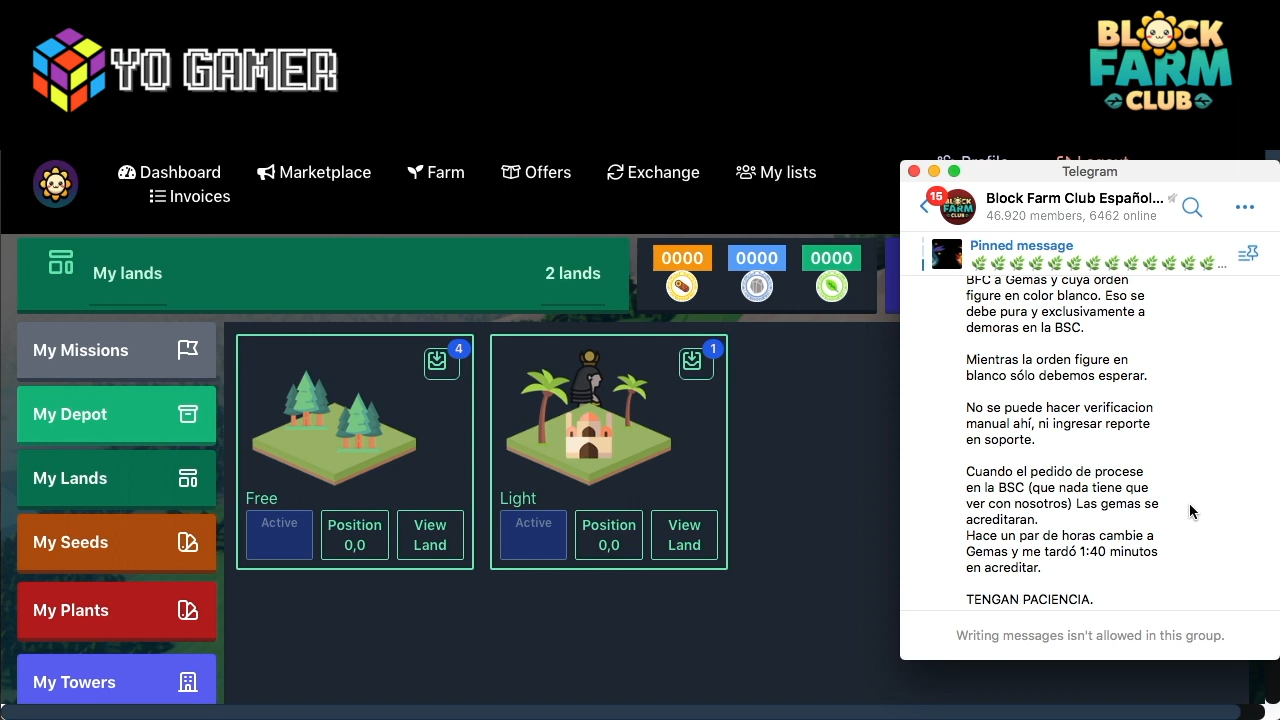 YO GAMER
BLOCK
FARM
CLUB
Dashboard
Marketplace
Farm
Offers
Exchange
My lists
Profile
Logout
Invoices
My lands
2 lands
0000
0000
0000
My Missions
My Depot
My Lands
My Seeds
My Plants
My Towers
4
Free
Active
Position
0,0
View
Land
1
Light
Active
Position
0,0
View
Land
Telegram
15
BLOCK
FARM
CLUB
Block Farm Club Español...
46.920 members, 6462 online
Pinned message
...
BFC a Gemas y cuya orden
figure en color blanco. Eso se
debe pura y exclusivamente a
demoras en la BSC.
Mientras la orden figure en
blanco sólo debemos esperar.
No se puede hacer verificacion
manual ahí, ni ingresar reporte
en soporte.
Cuando el pedido de procese
en la BSC (que nada tiene que
ver con nosotros) Las gemas se
acreditaran.
Hace un par de horas cambie a
Gemas y me tardó 1:40 minutos
en acreditar.
TENGAN PACIENCIA.
Writing messages isn't allowed in this group.